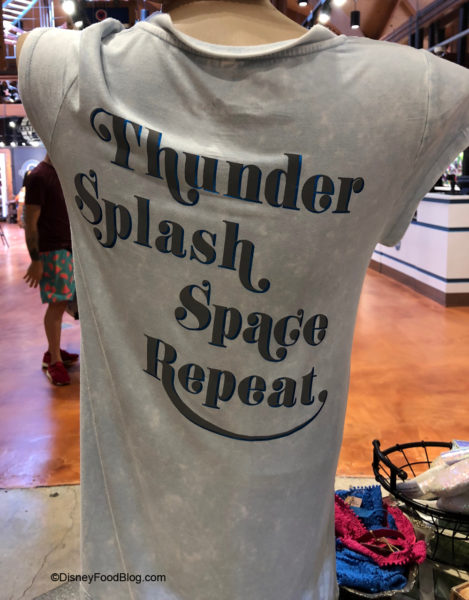 Thunder
Splash
Space
Repeat.
©DisneyFoodBlog.com